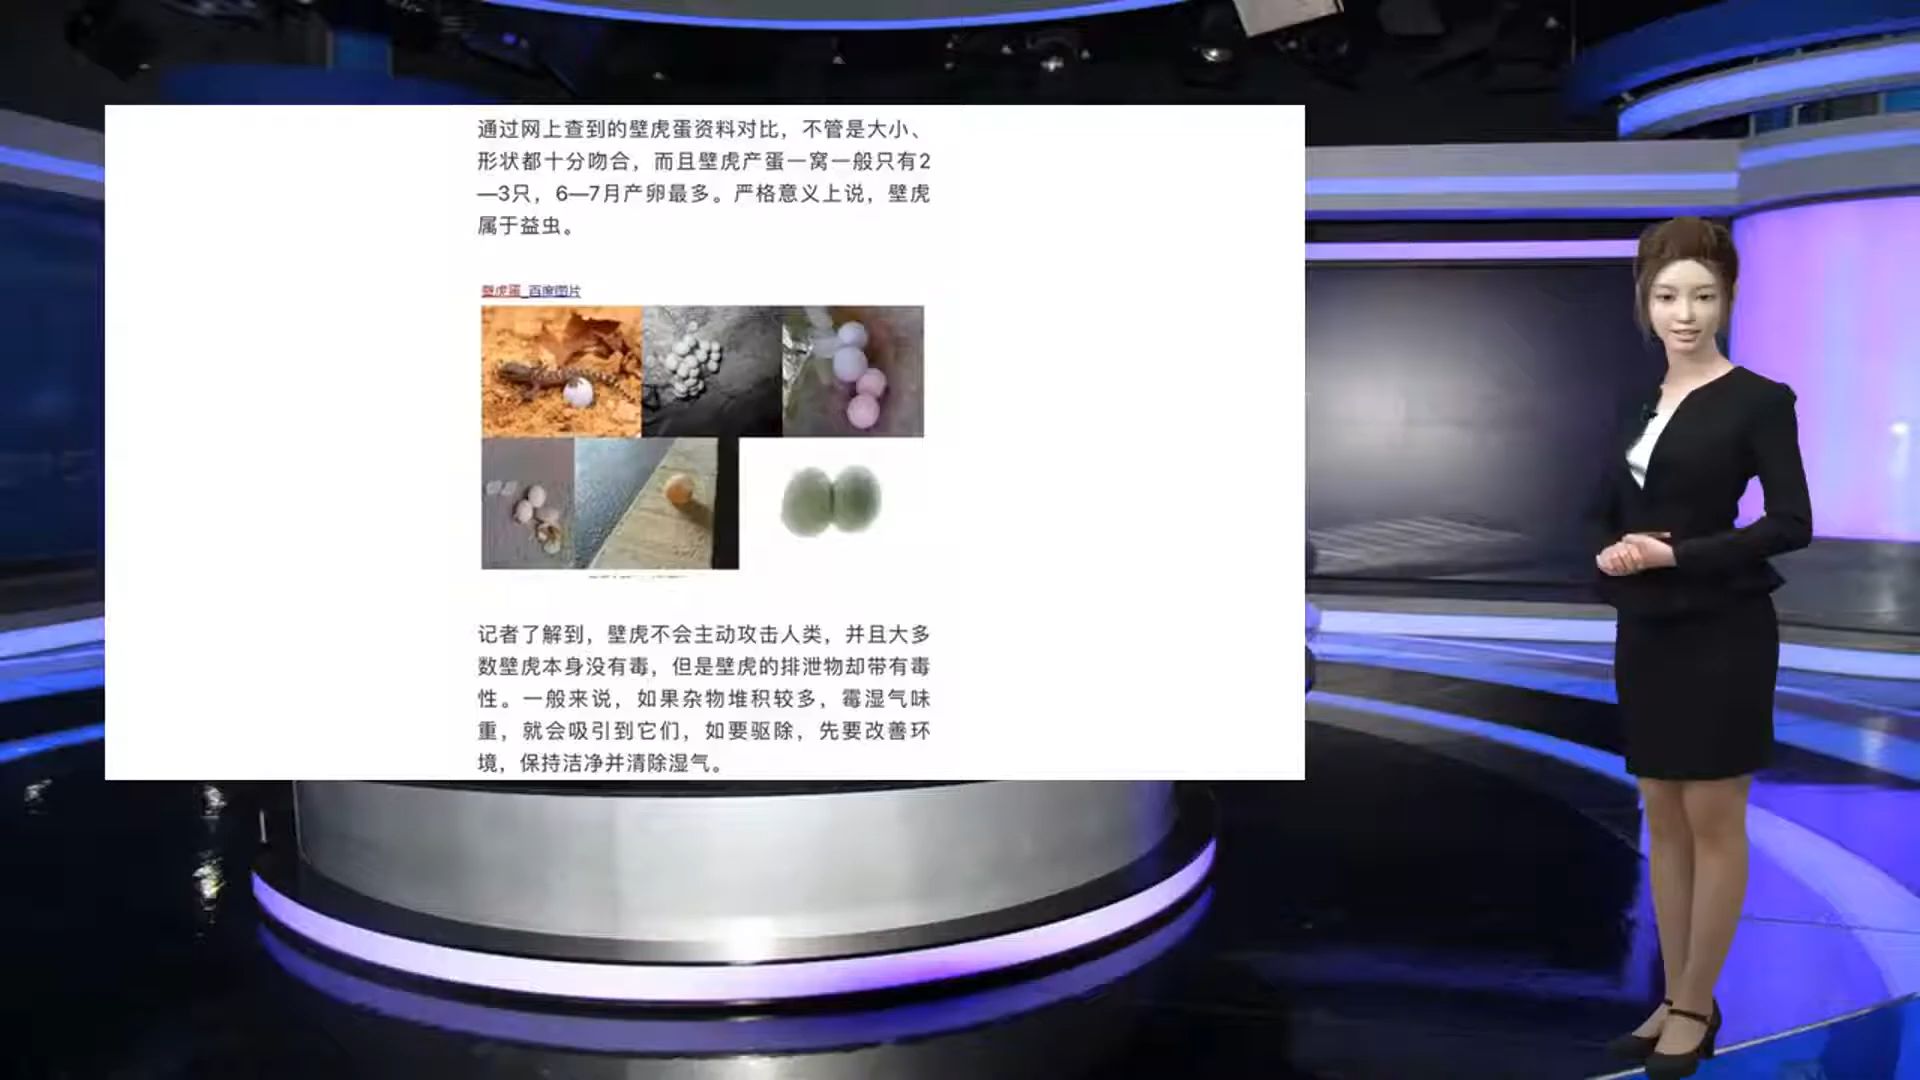 通过网上查到的壁虎蛋资料对比，不管是大小、
形状都十分吻合，而且壁虎产蛋一窝一般只有2
—3只，6—7月产卵最多。严格意义上说，壁虎
属于益虫。
壁虎蛋_百度图片
记者了解到，壁虎不会主动攻击人类，并且大多
数壁虎本身没有毒，但是壁虎的排泄物却带有毒
性。一般来说，如果杂物堆积较多，霉湿气味
重，就会吸引到它们，如要驱除，先要改善环
境，保持洁净并清除湿气。